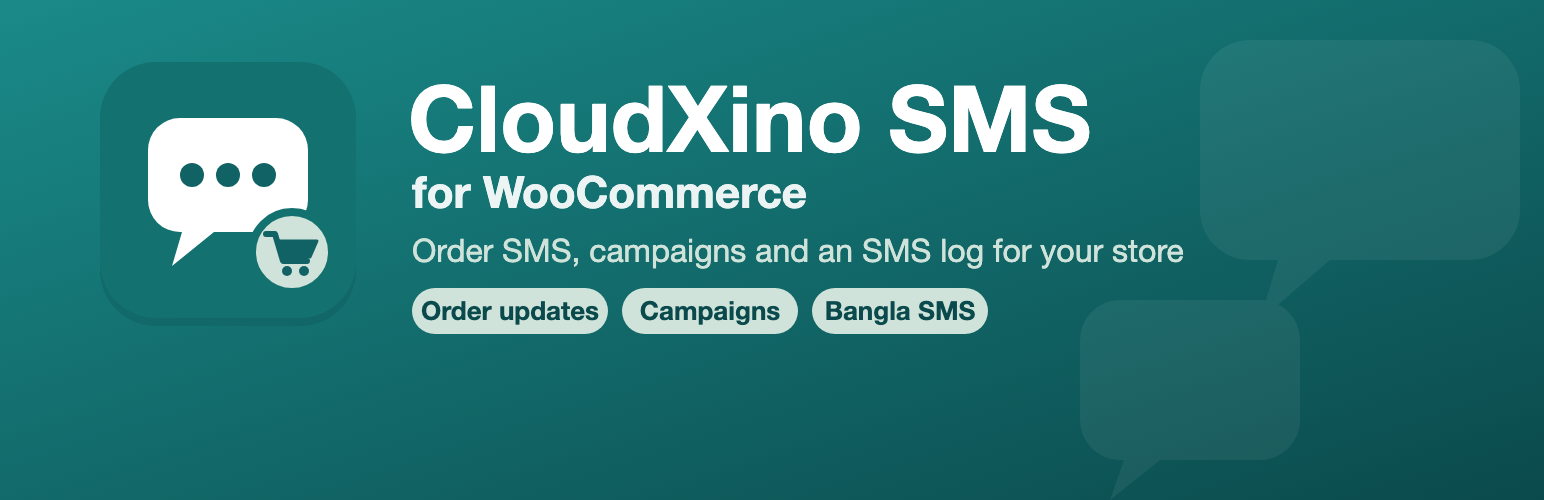 CloudXino SMS
for WooCommerce
Order SMS, campaigns and an SMS log for your store
Order updates Campaigns Bangla SMS